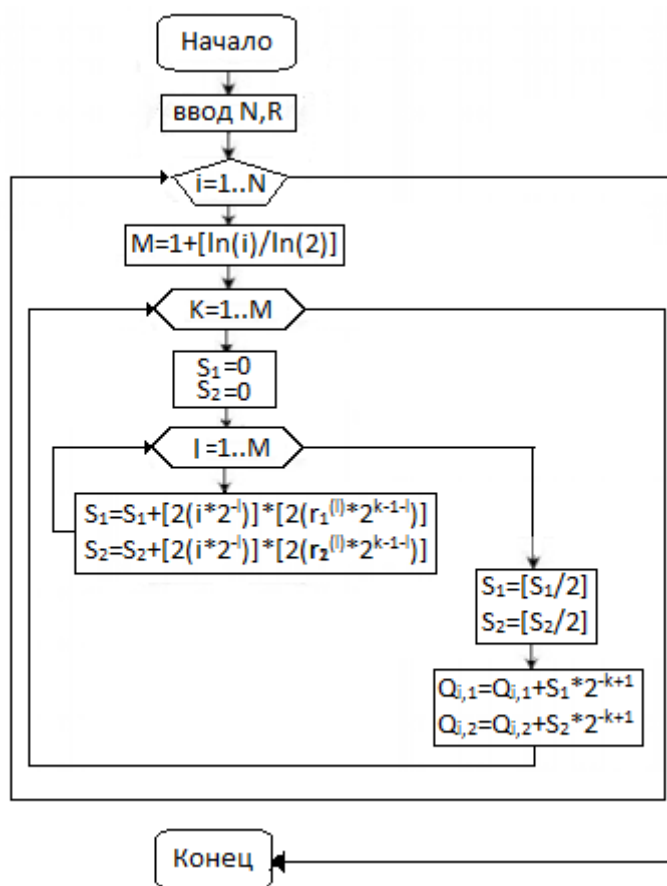 Начало
ввод N,R
i=1..N
M=1+[ln(i)/ln(2)]
K=1..M
S₁=0
S₂=0
l =1..M
S₁=S₁+[2(i*2⁻ˡ)]*[2(r₁⁽ˡ⁾*2ᵏ⁻¹⁻ˡ)]
S₂=S₂+[2(i*2⁻ˡ)]*[2(r₂⁽ˡ⁾*2ᵏ⁻¹⁻ˡ)]
S₁=[S₁/2]
S₂=[S₂/2]
Qᵢ,₁=Qᵢ,₁+S₁*2⁻ᵏ⁺¹
Qᵢ,₂=Qᵢ,₂+S₂*2⁻ᵏ⁺¹
Конец